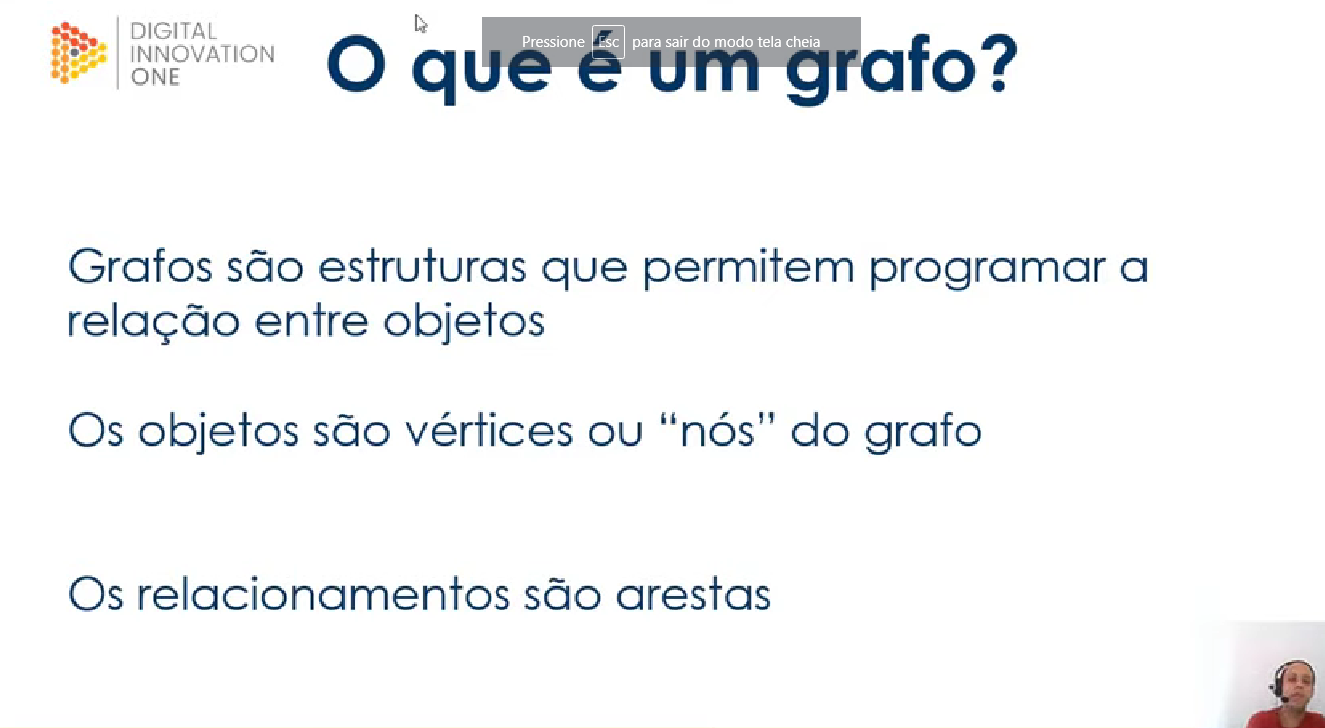 DIGITAL
INNOVATION
ONE
Pressione Esc para sair do modo tela cheia
O que é um grafo?
Grafos são estruturas que permitem programar a
relação entre objetos
Os objetos são vértices ou “nós” do grafo
Os relacionamentos são arestas